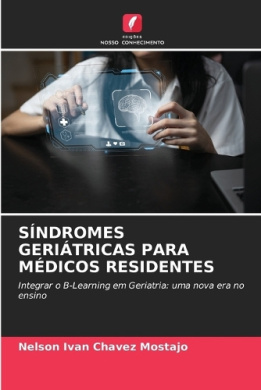 edições
NOSSO CONHECIMENTO
SÍNDROMES
GERIÁTRICAS PARA
MÉDICOS RESIDENTES
Integrar o B-Learning em Geriatria: uma nova era no
ensino
Nelson Ivan Chavez Mostajo